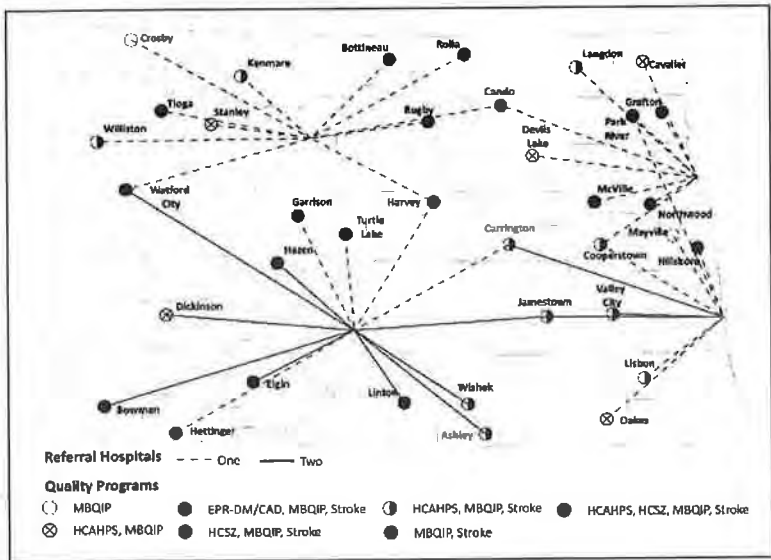 Crosby
Kenmare
Bottineau
Rolla
Langdon
Cavalier
Tioga
Stanley
Rugby
Cando
Grafton
Park
River
Williston
Devils
Lake
Watford
City
Garrison
Turtle
Lake
Harvey
McVille
Northwood
Hazen
Carrington
Mayville
Cooperstown
Hillsboro
Dickinson
Jamestown
Valley
City
Elgin
Linton
Wishek
Lisbon
Bowman
Hettinger
Ashley
Oakes
Referral Hospitals One Two
Quality Programs
MBQIP EPR-DM/CAD, MBQIP, Stroke HCAHPS, MBQIP, Stroke HCAHPS, HCSZ, MBQIP, Stroke
HCAHPS, MBQIP HCSZ, MBQIP, Stroke MBQIP, Stroke